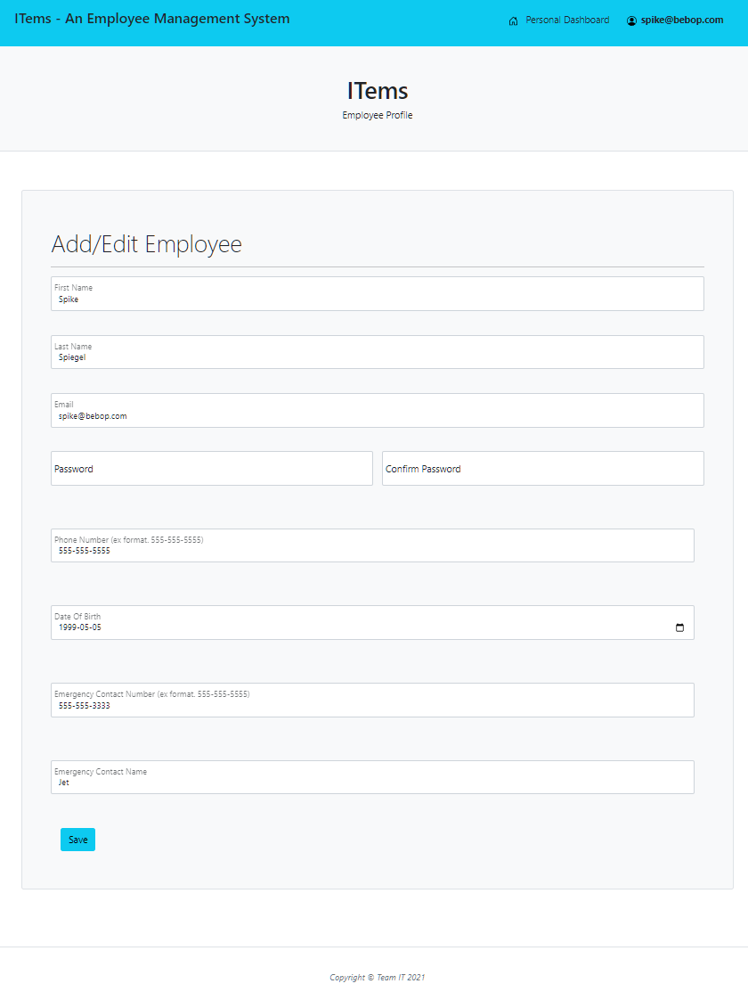 ITems - An Employee Management System
Personal Dashboard
spike@bebop.com
ITems
Employee Profile
Add/Edit Employee
First Name
Spike
Last Name
Spiegel
Email
spike@bebop.com
Password
Confirm Password
Phone Number (ex format. 555-555-5555)
555-555-5555
Date Of Birth
1999-05-05
Emergency Contact Number (ex format. 555-555-5555)
555-555-3333
Emergency Contact Name
Jet
Save
Copyright © Team IT 2021